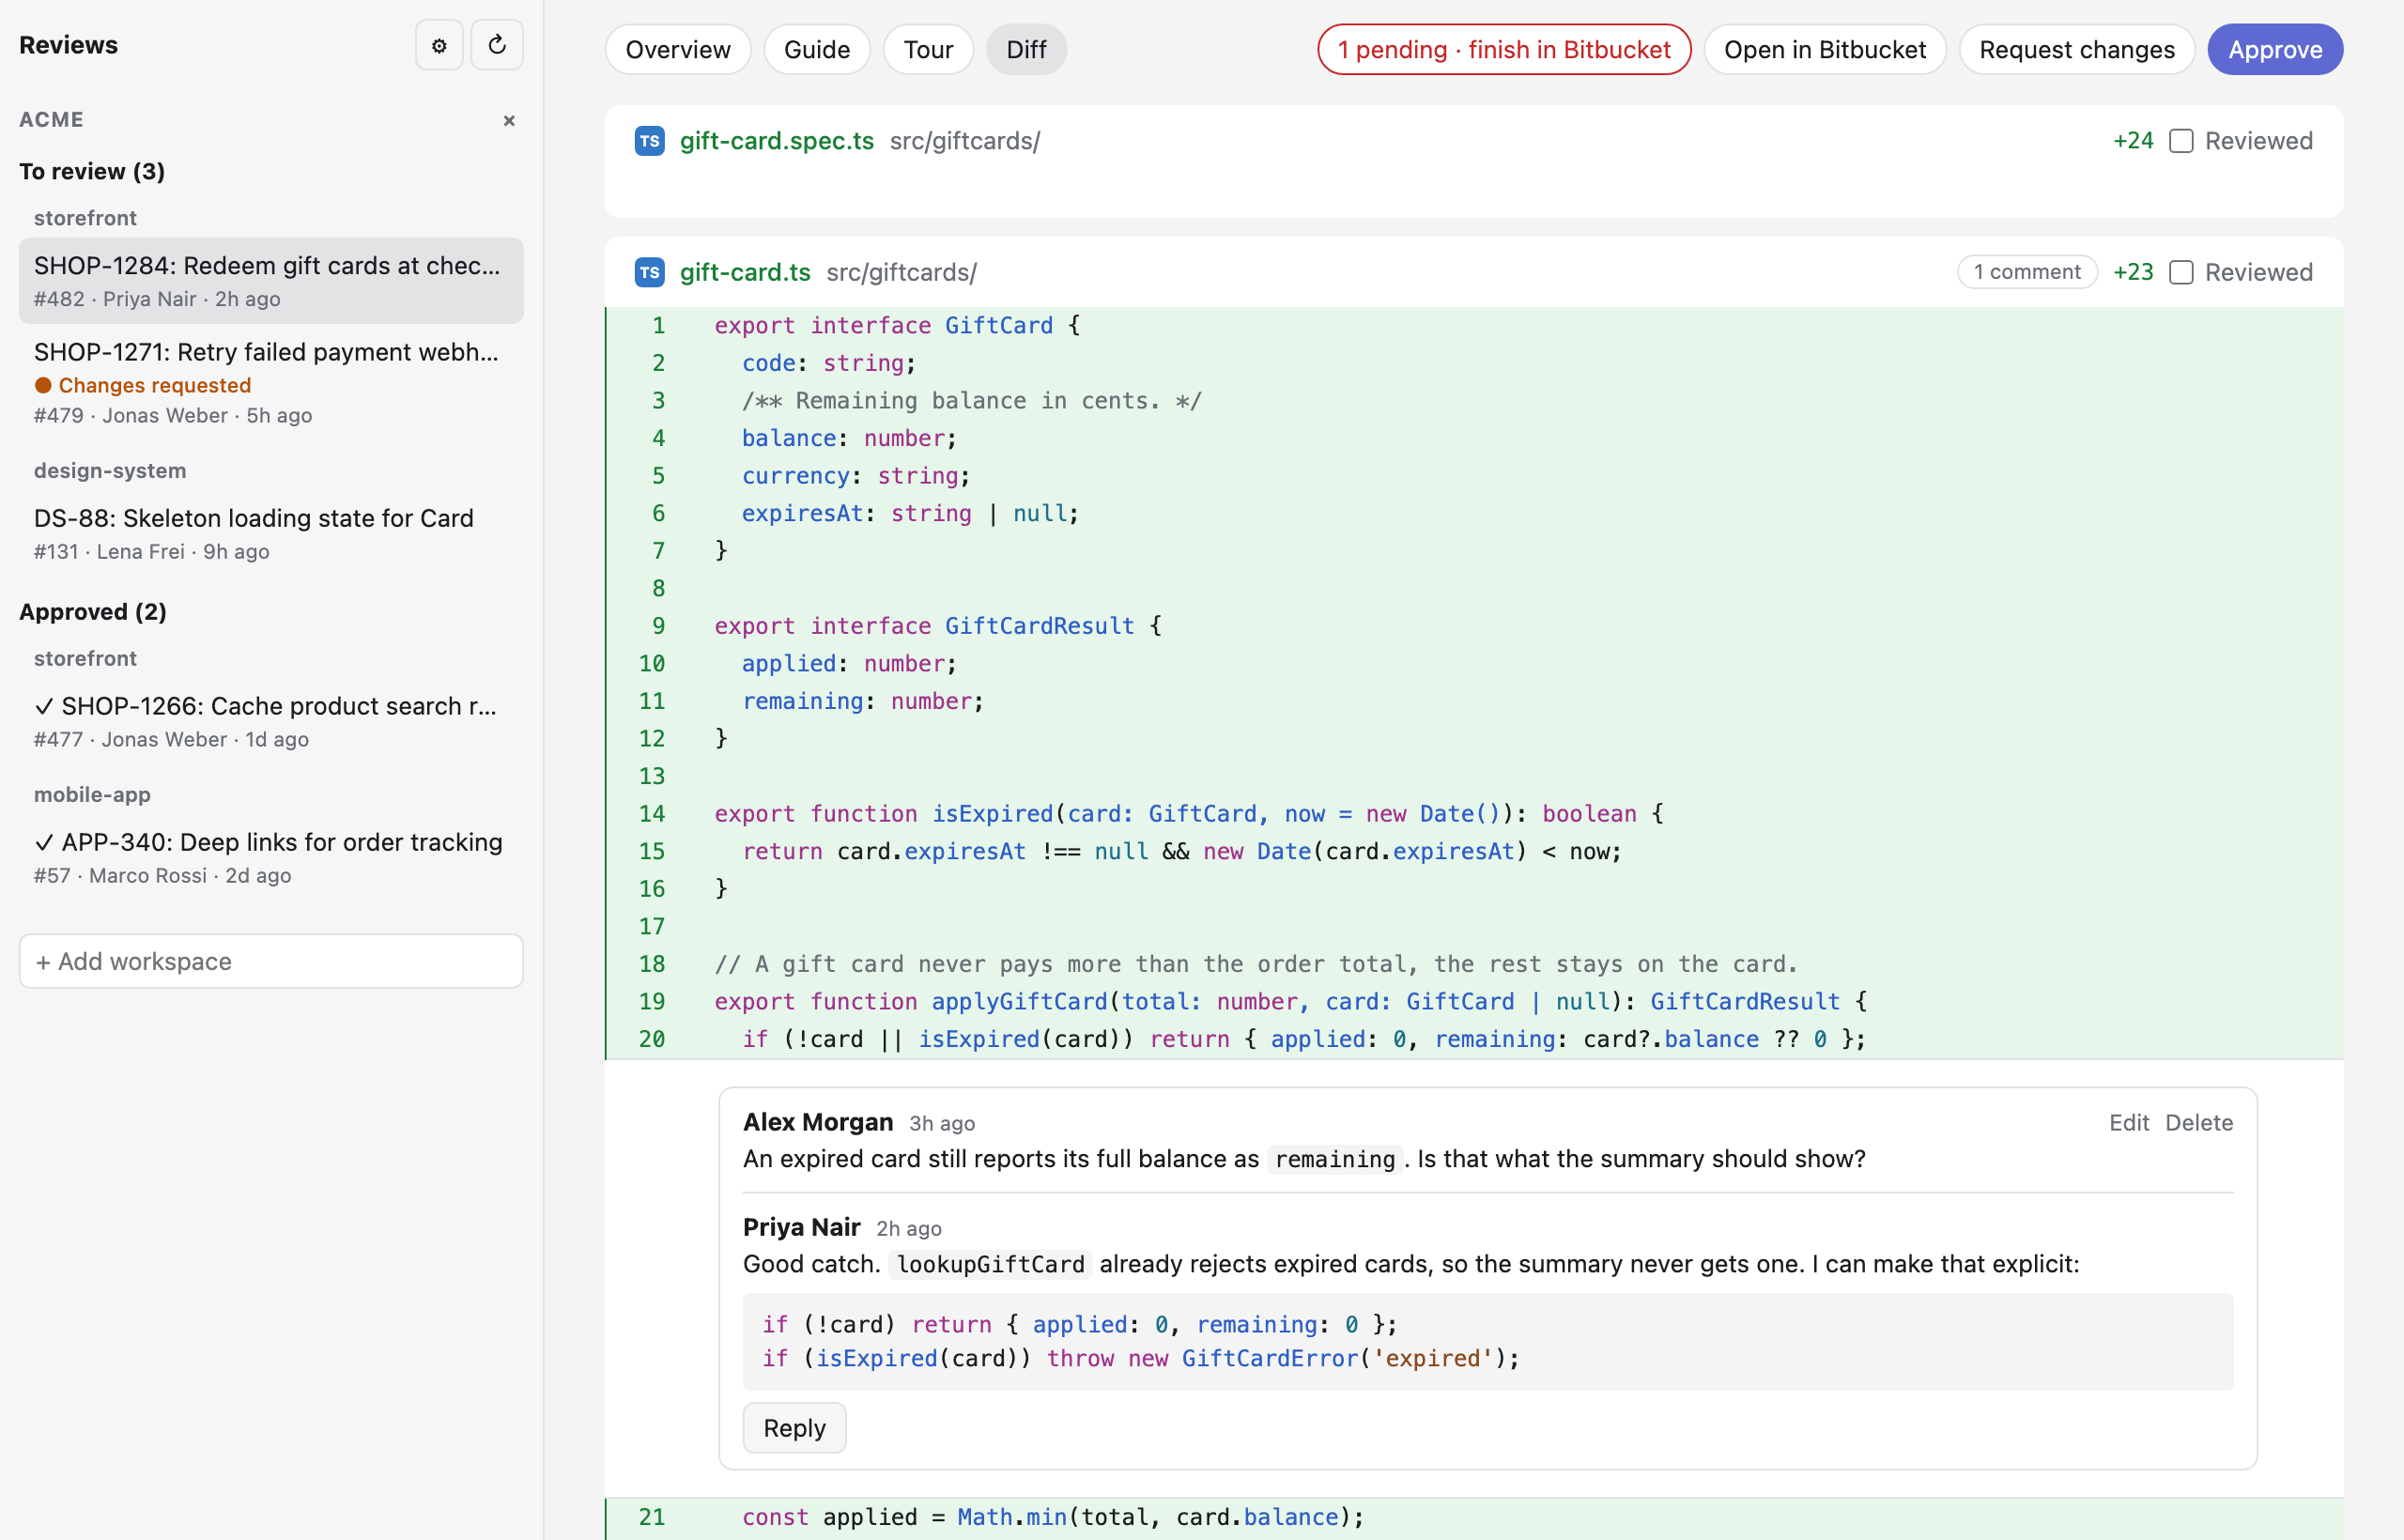 Reviews
ACME
To review (3)
storefront
SHOP-1284: Redeem gift cards at chec...
#482 · Priya Nair · 2h ago
SHOP-1271: Retry failed payment webh...
Changes requested
#479 · Jonas Weber · 5h ago
design-system
DS-88: Skeleton loading state for Card
#131 · Lena Frei · 9h ago
Approved (2)
storefront
✓ SHOP-1266: Cache product search r...
#477 · Jonas Weber · 1d ago
mobile-app
✓ APP-340: Deep links for order tracking
#57 · Marco Rossi · 2d ago
+ Add workspace
Overview Guide Tour Diff 1 pending · finish in Bitbucket Open in Bitbucket Request changes Approve
TS gift-card.spec.ts src/giftcards/ +24 Reviewed
TS gift-card.ts src/giftcards/ 1 comment +23 Reviewed
1 export interface GiftCard {
2 code: string;
3 /** Remaining balance in cents. */
4 balance: number;
5 currency: string;
6 expiresAt: string | null;
7 }
8
9 export interface GiftCardResult {
10 applied: number;
11 remaining: number;
12 }
13
14 export function isExpired(card: GiftCard, now = new Date()): boolean {
15 return card.expiresAt !== null && new Date(card.expiresAt) < now;
16 }
17
18 // A gift card never pays more than the order total, the rest stays on the card.
19 export function applyGiftCard(total: number, card: GiftCard | null): GiftCardResult {
20 if (!card || isExpired(card)) return { applied: 0, remaining: card?.balance ?? 0 };
Alex Morgan 3h ago Edit Delete
An expired card still reports its full balance as remaining. Is that what the summary should show?
Priya Nair 2h ago
Good catch. lookupGiftCard already rejects expired cards, so the summary never gets one. I can make that explicit:
if (!card) return { applied: 0, remaining: 0 };
if (isExpired(card)) throw new GiftCardError('expired');
Reply
21 const applied = Math.min(total, card.balance);